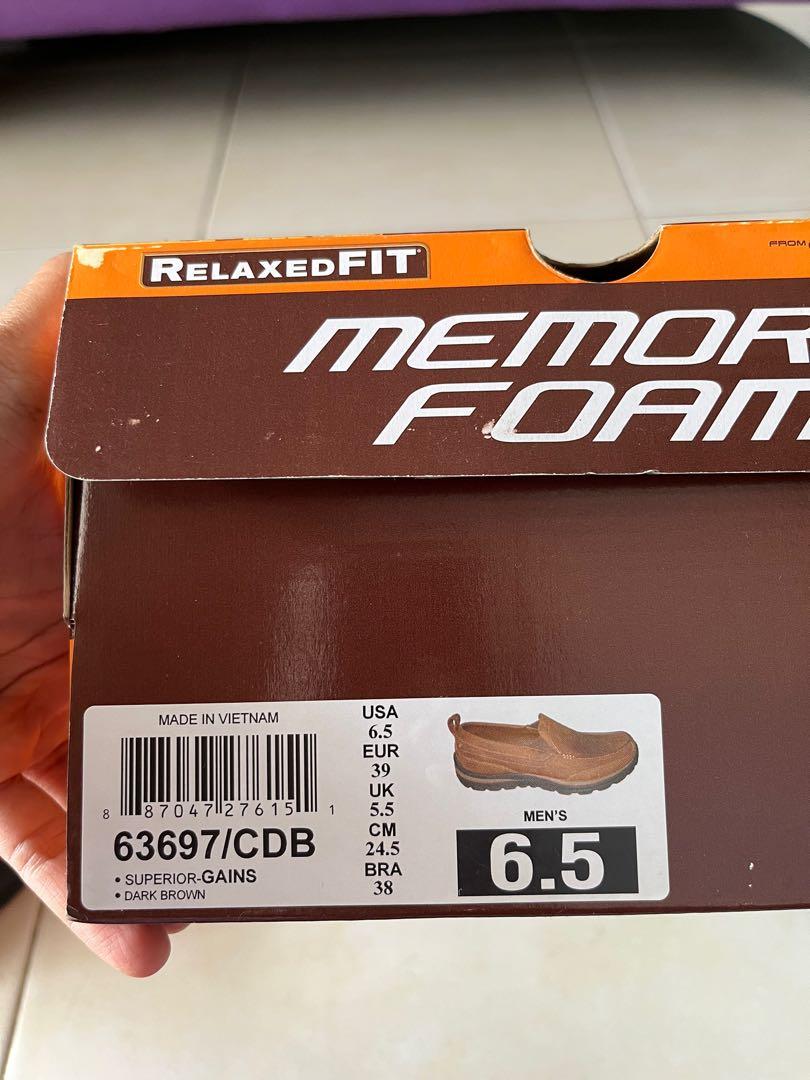 RELAXEDFIT
FROM
MEMOR
FOAM
MADE IN VIETNAM
8 87047 27615 1
63697/CDB
• SUPERIOR-GAINS
• DARK BROWN
USA
6.5
EUR
39
UK
5.5
CM
24.5
BRA
38
MEN'S
6.5